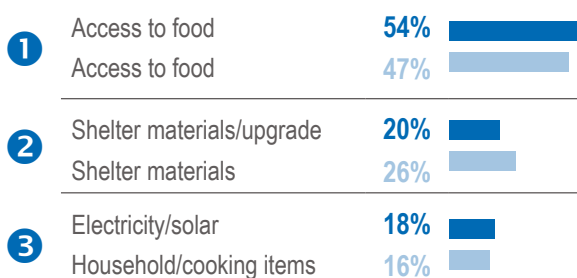 1
Access to food 54%
Access to food 47%
2
Shelter materials/upgrade 20%
Shelter materials 26%
3
Electricity/solar 18%
Household/cooking items 16%